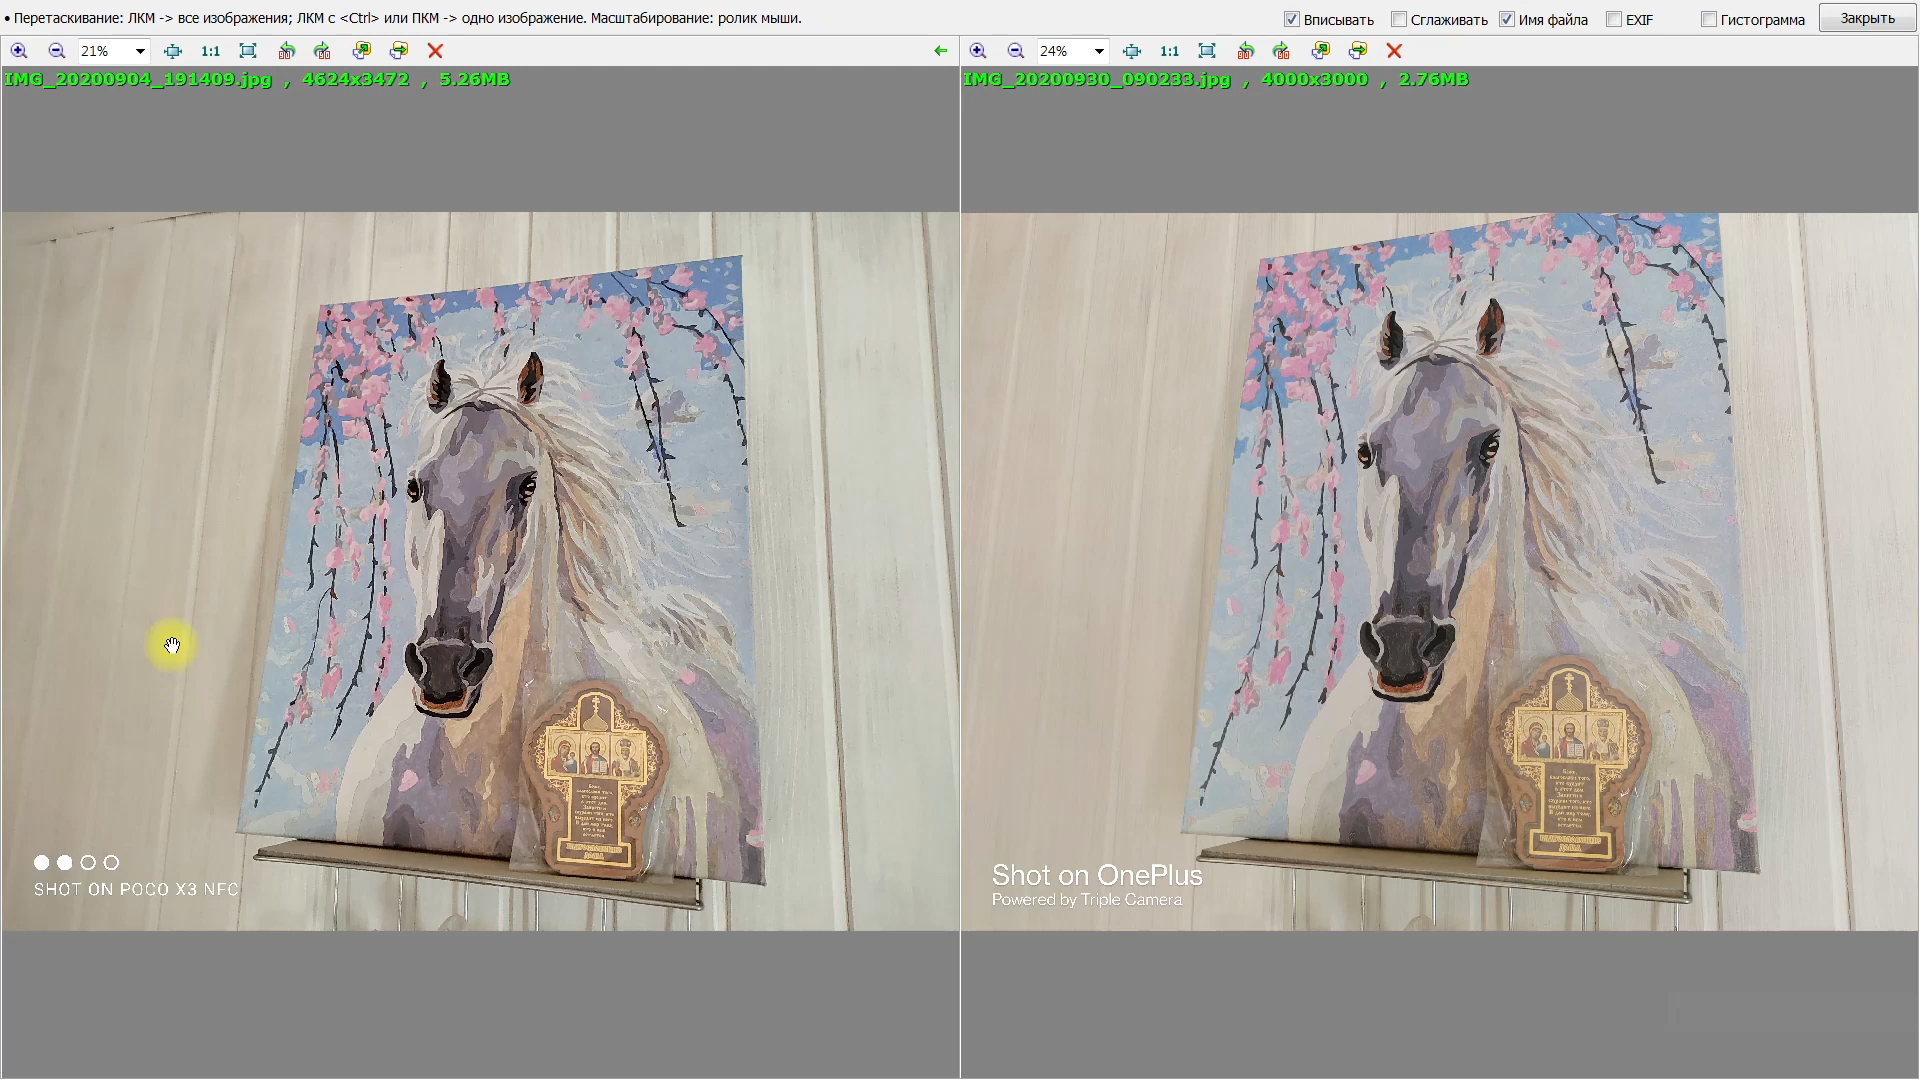 • Перетаскивание: ЛКМ -> все изображения; ЛКМ с <Ctrl> или ПКМ -> одно изображение. Масштабирование: ролик мыши.
Вписывать Сглаживать Имя файла EXIF Гистограмма Закрыть
21% 1:1
24% 1:1
IMG_20200904_191409.jpg , 4624x3472 , 5.26MB
IMG_20200930_090233.jpg , 4000x3000 , 2.76MB
SHOT ON POCO X3 NFC
Shot on OnePlus
Powered by Triple Camera